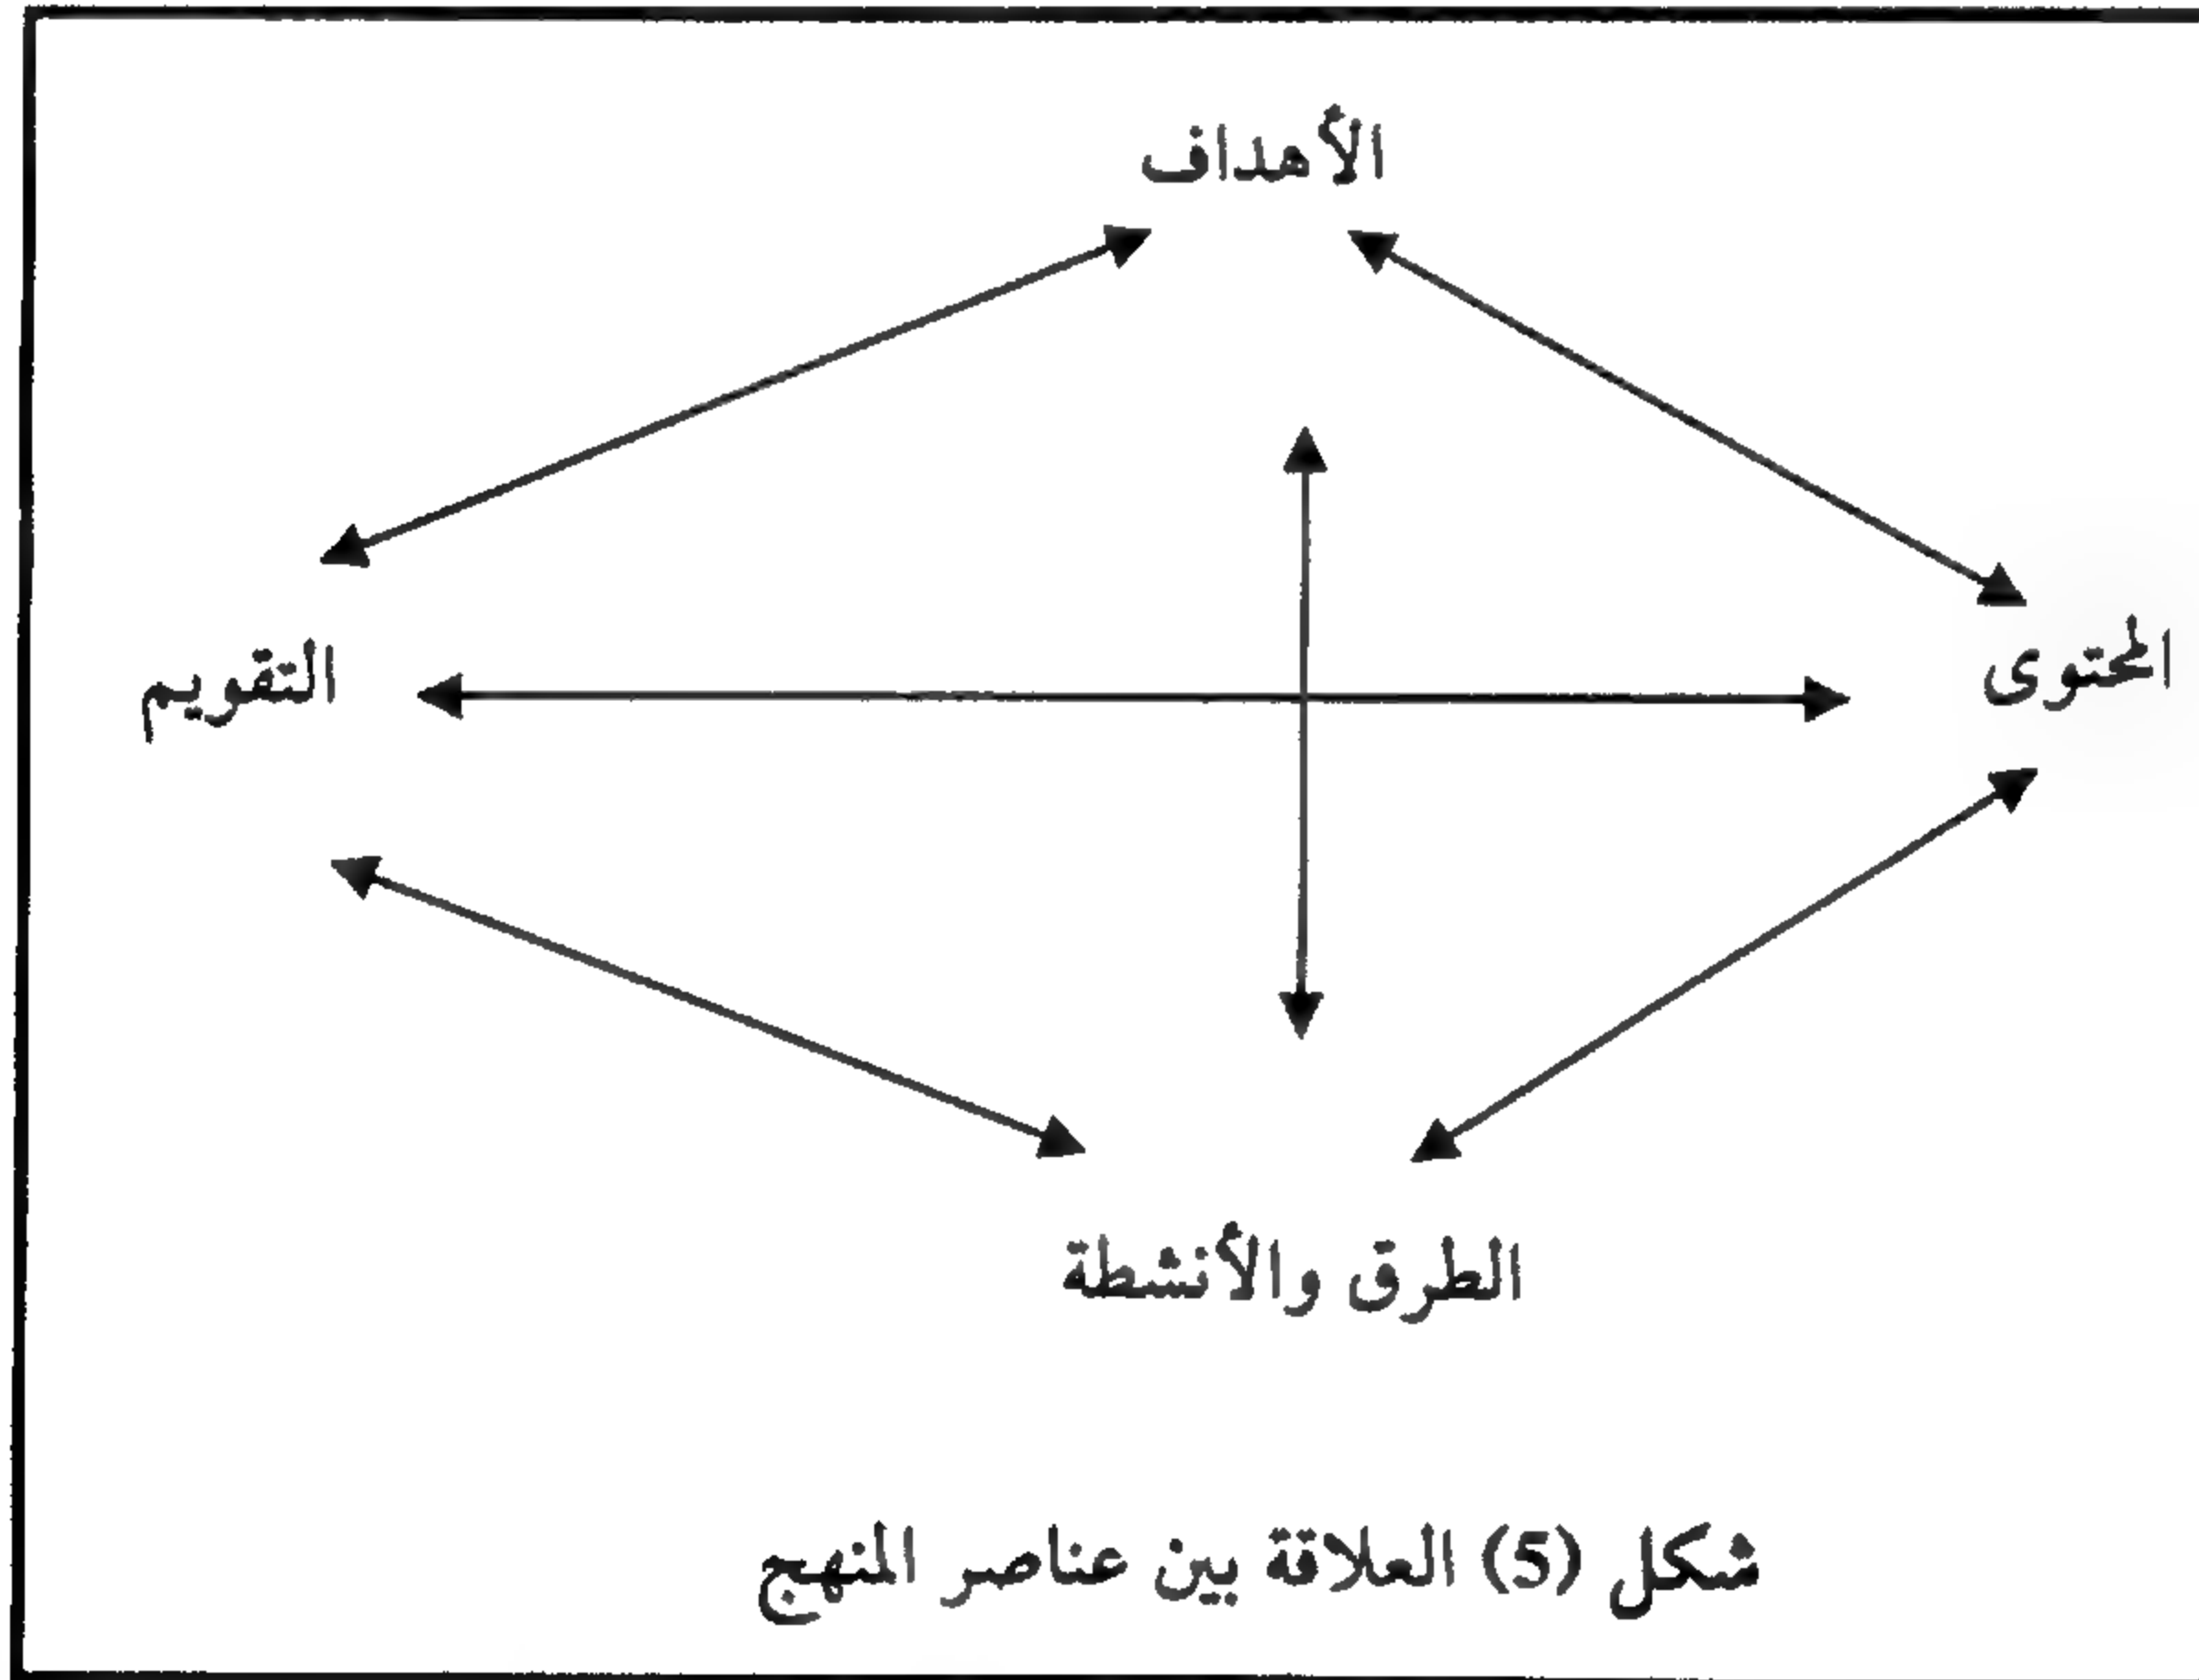 الأهداف
المحتوى
التقويم
الطرق والأنشطة
شكل (5) العلاقة بين عناصر المنهج